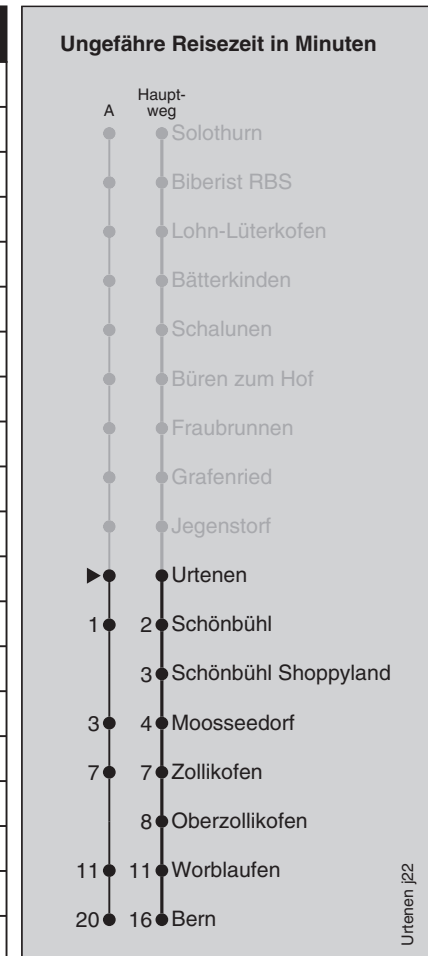 Ungefähre Reisezeit in Minuten
Haupt-
A weg
Solothurn
Biberist RBS
Lohn-Lüterkofen
Bätterkinden
Schalunen
Büren zum Hof
Fraubrunnen
Grafenried
Jegenstorf
Urtenen
1 2 Schönbühl
3 Schönbühl Shoppyland
3 4 Moosseedorf
7 7 Zollikofen
8 Oberzollikofen
11 11 Worblaufen
20 16 Bern
Urtenen j22